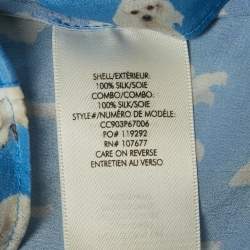 SHELL/EXTÉRIEUR:
100% SILK/SOIE
COMBO/COMBO:
100% SILK/SOIE
STYLE#/NUMÉRO DE MODÈLE:
CC903P67006
PO# 119292
RN# 107677
CARE ON REVERSE
ENTRETIEN AU VERSO